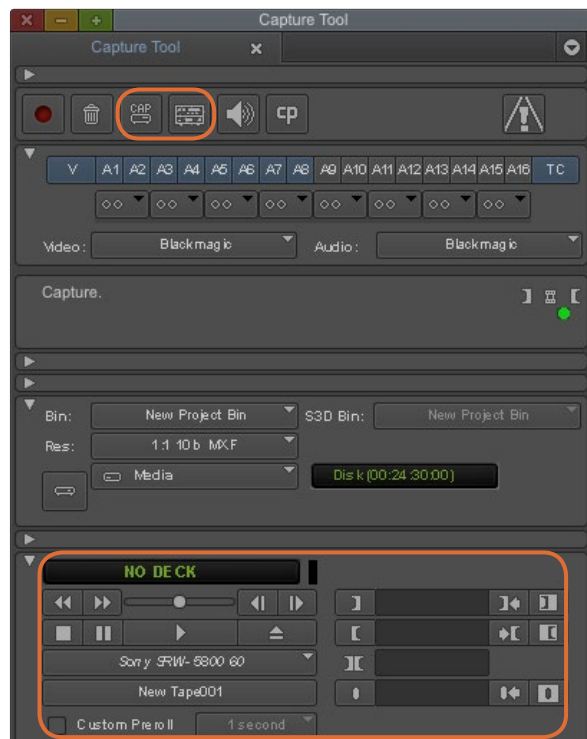 Capture Tool
Capture Tool
CAP
CP
V A1 A2 A3 A4 A5 A6 A7 A8 A9 A10 A11 A12 A13 A14 A15 A16 TC
Video: Blackmagic Audio: Blackmagic
Capture.
Bin: New Project Bin S3D Bin: New Project Bin
Res: 1:1 10b MXF
Media Disk(00:24:30:00)
NO DECK
Sony SRW-5800 60
New Tape001
Custom Preroll 1 second